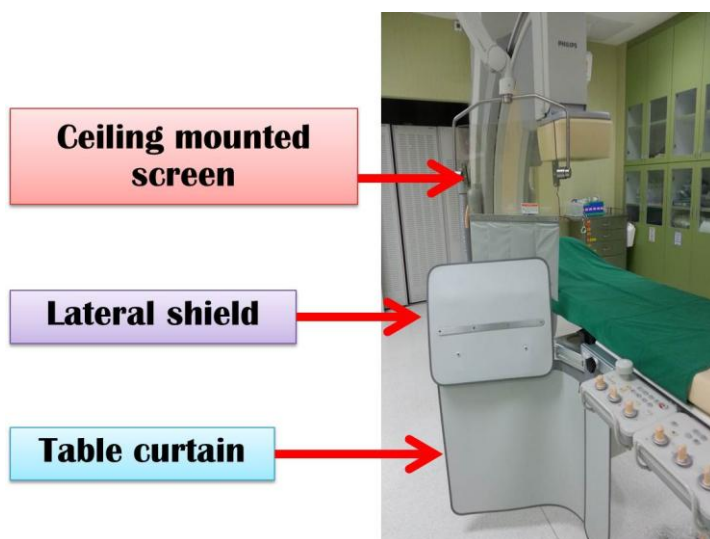 PHILIPS
Ceiling mounted
screen
Lateral shield
Table curtain